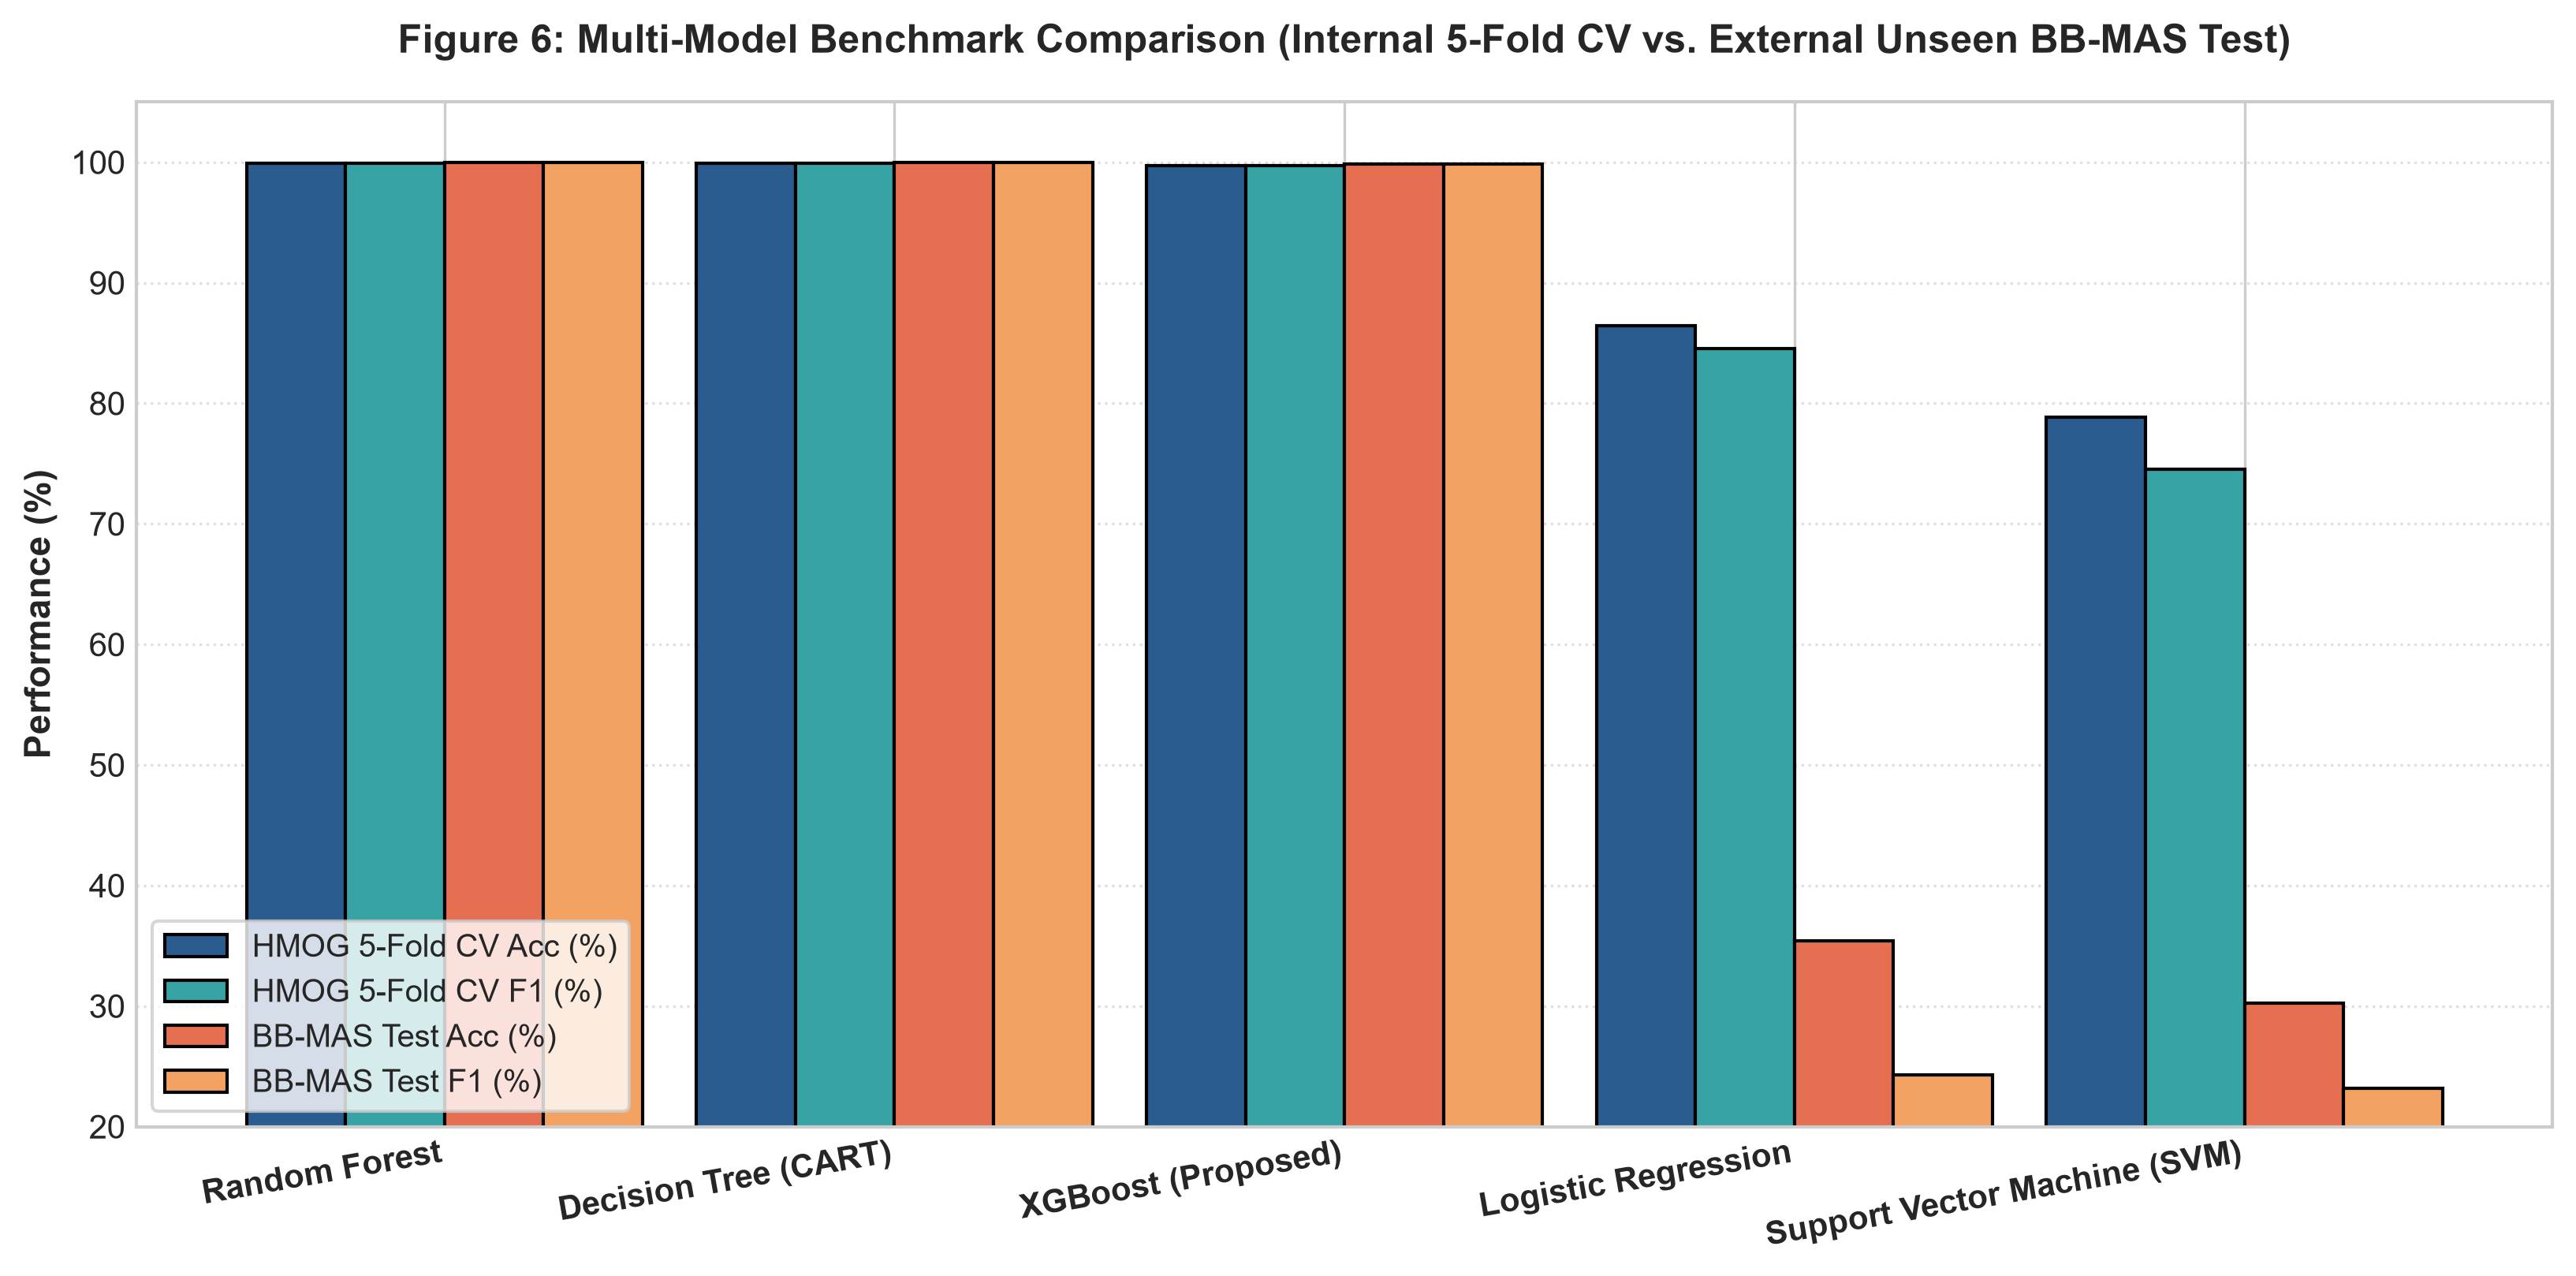 Figure 6: Multi-Model Benchmark Comparison (Internal 5-Fold CV vs. External Unseen BB-MAS Test)
Performance (%)
100
90
80
70
60
50
40
30
20
HMOG 5-Fold CV Acc (%)
HMOG 5-Fold CV F1 (%)
BB-MAS Test Acc (%)
BB-MAS Test F1 (%)
Random Forest
Decision Tree (CART)
XGBoost (Proposed)
Logistic Regression
Support Vector Machine (SVM)